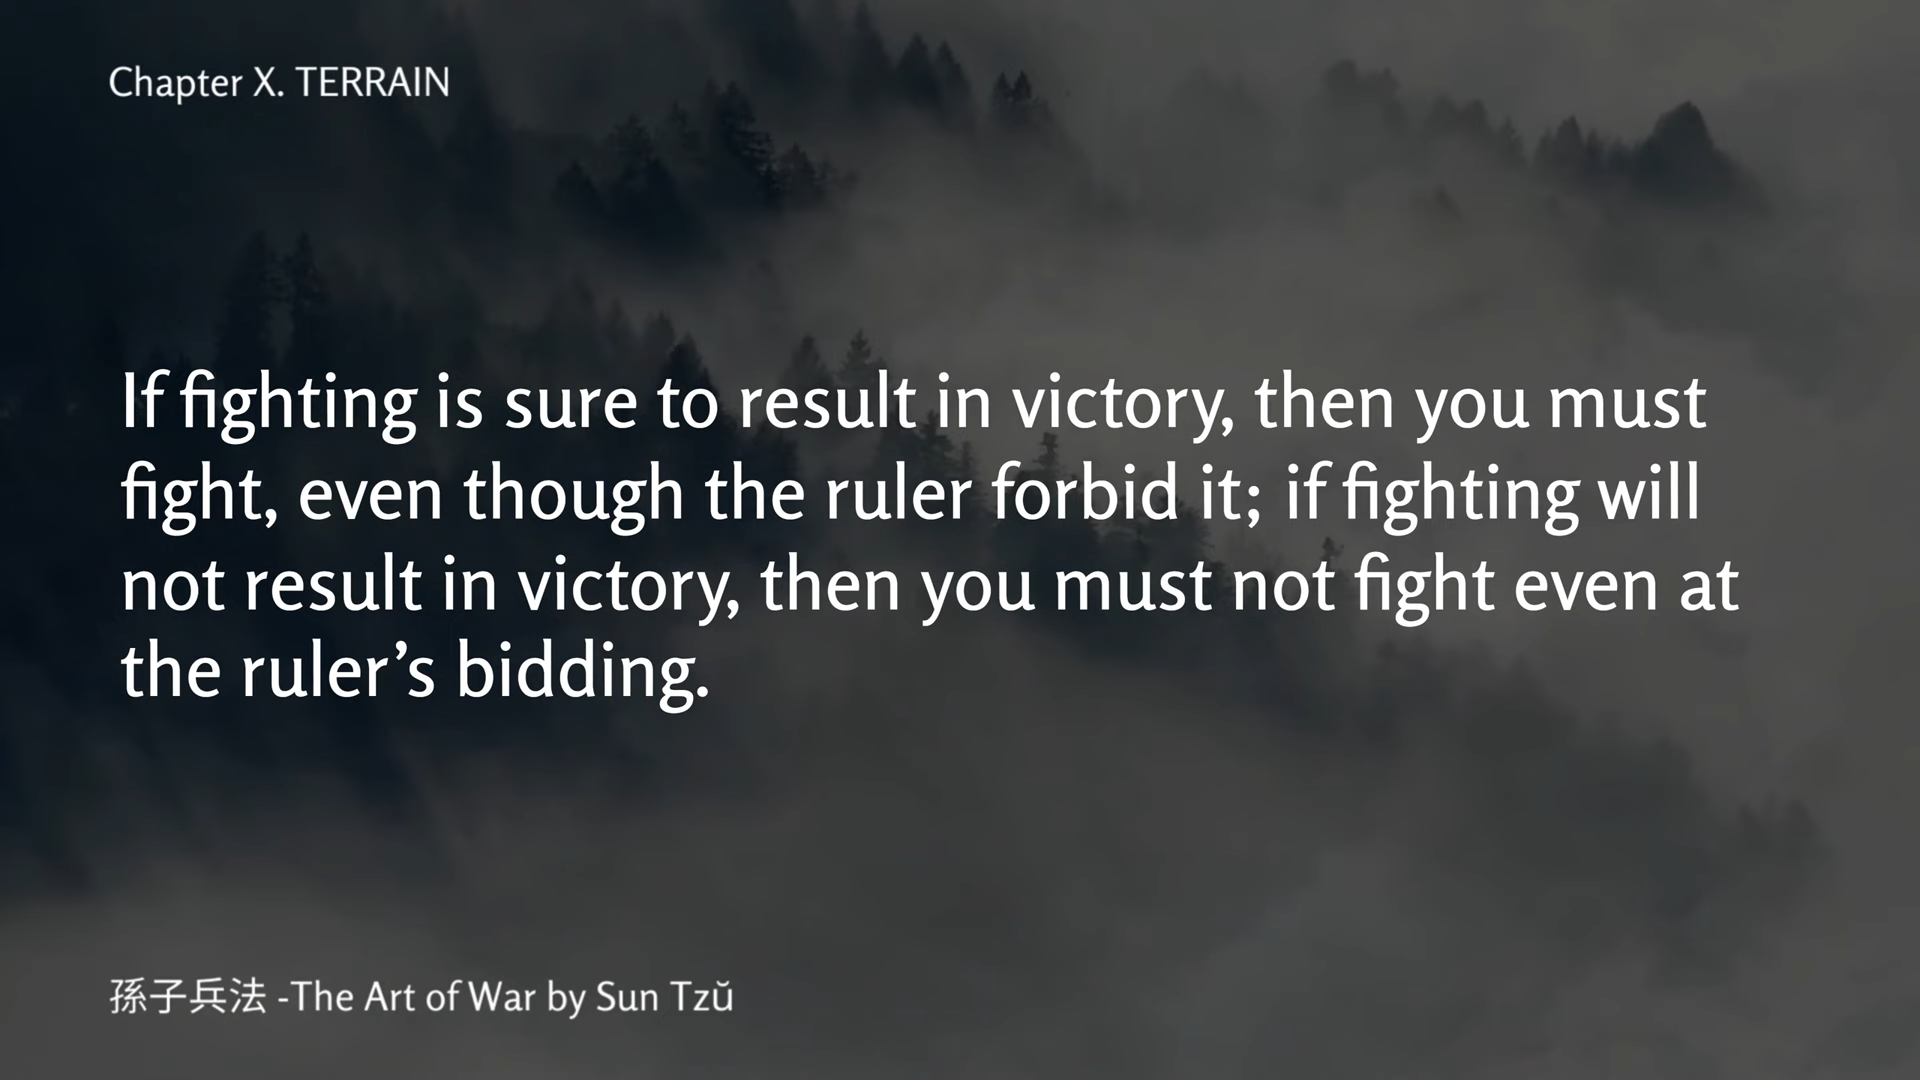 Chapter X. TERRAIN
If fighting is sure to result in victory, then you must
fight, even though the ruler forbid it; if fighting will
not result in victory, then you must not fight even at
the ruler’s bidding.
孫子兵法 -The Art of War by Sun Tzŭ